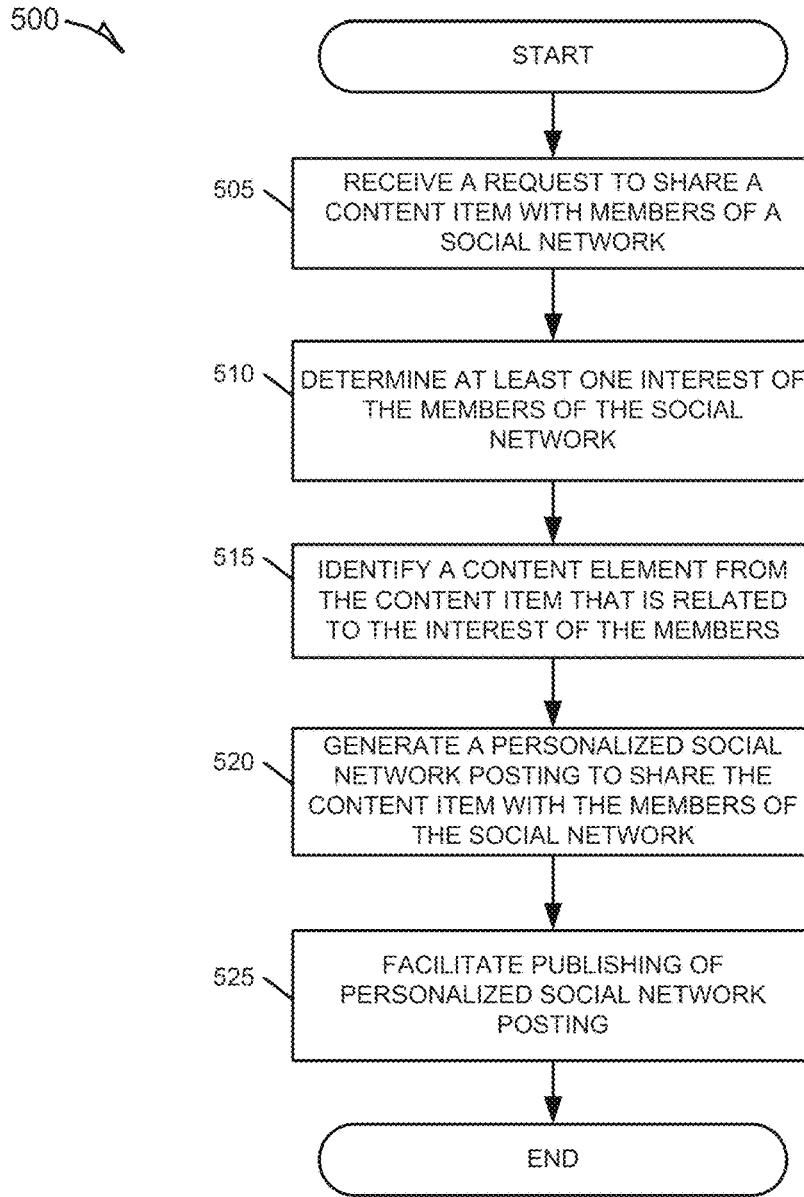 500
START
505
RECEIVE A REQUEST TO SHARE A
CONTENT ITEM WITH MEMBERS OF A
SOCIAL NETWORK
510
DETERMINE AT LEAST ONE INTEREST OF
THE MEMBERS OF THE SOCIAL
NETWORK
515
IDENTIFY A CONTENT ELEMENT FROM
THE CONTENT ITEM THAT IS RELATED
TO THE INTEREST OF THE MEMBERS
520
GENERATE A PERSONALIZED SOCIAL
NETWORK POSTING TO SHARE THE
CONTENT ITEM WITH THE MEMBERS OF
THE SOCIAL NETWORK
525
FACILITATE PUBLISHING OF
PERSONALIZED SOCIAL NETWORK
POSTING
END